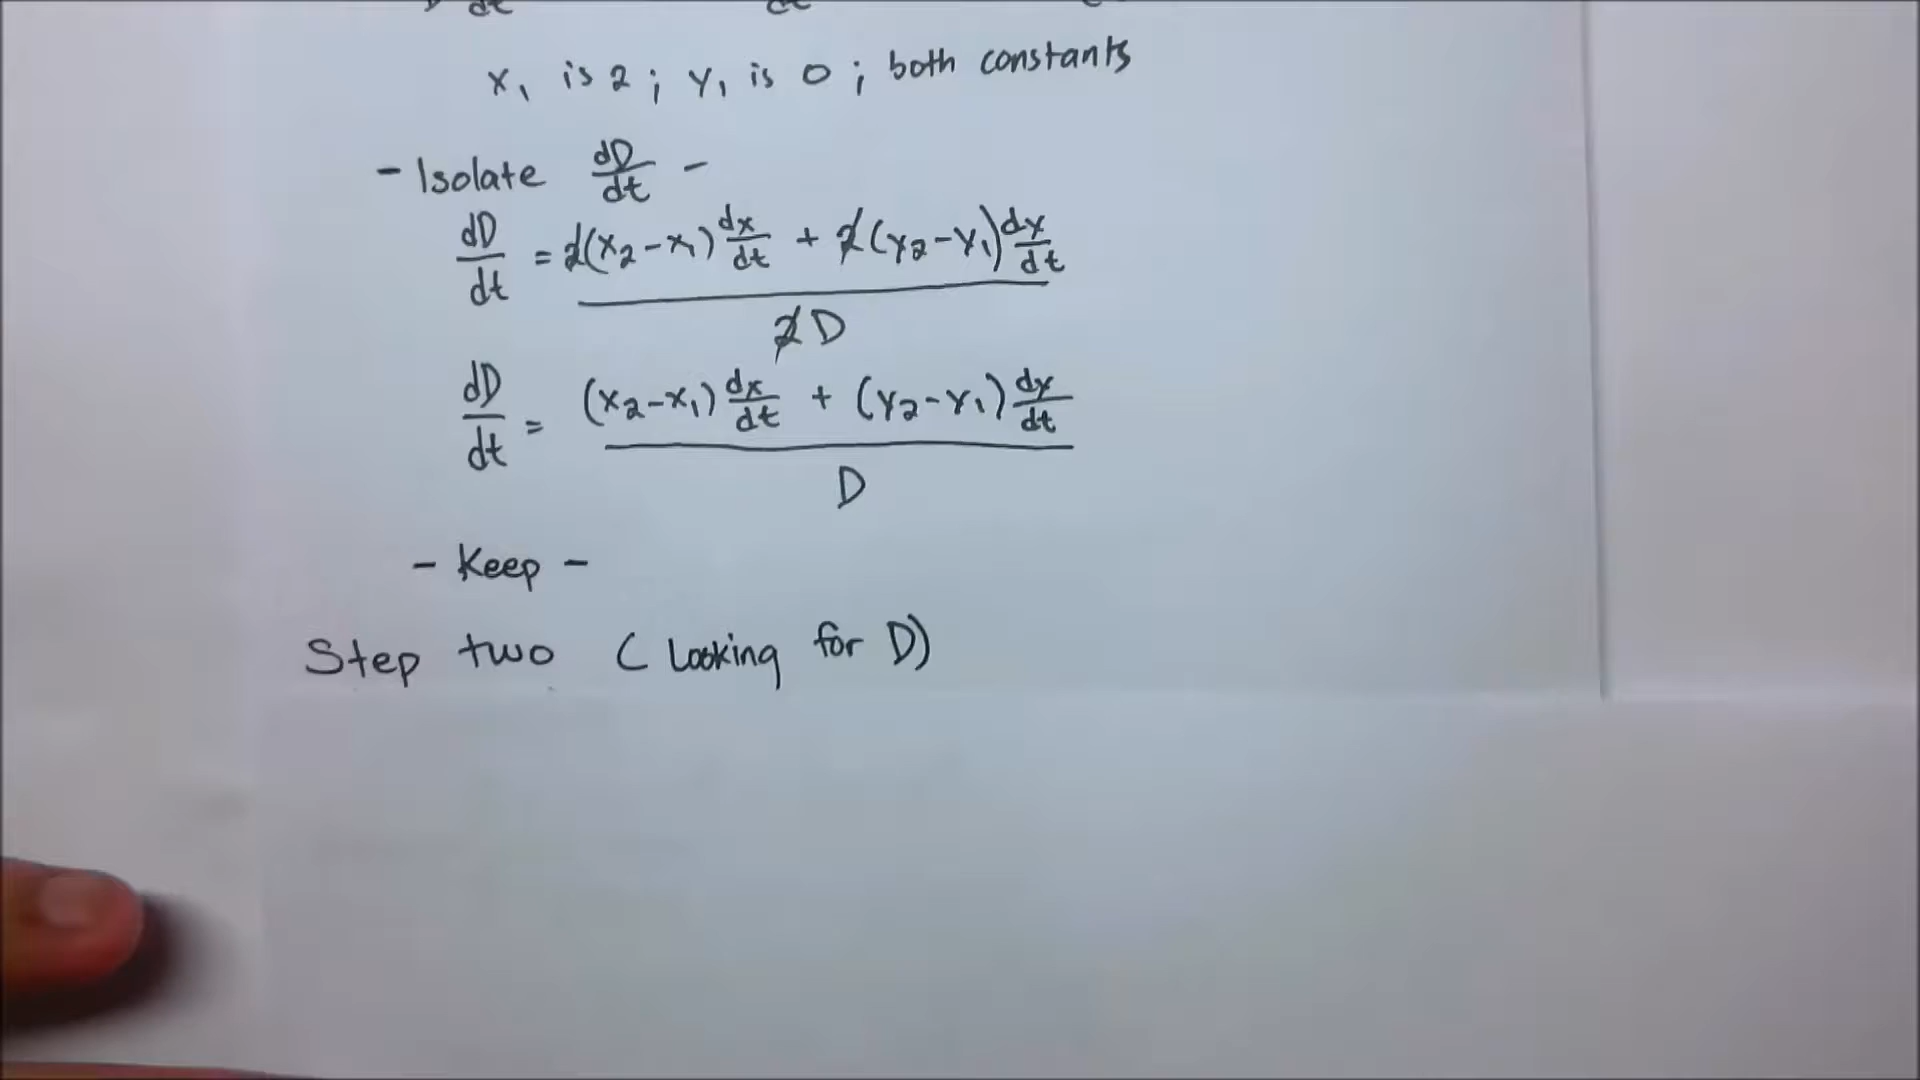 x₁ is 2 ; y₁ is 0 ; both constants
- Isolate dD/dt -
dD/dt = 2(x₂-x₁) dx/dt + 2(y₂-y₁) dy/dt / 2D
dD/dt = (x₂-x₁) dx/dt + (y₂-y₁) dy/dt / D
- Keep -
Step two ( Looking for D)